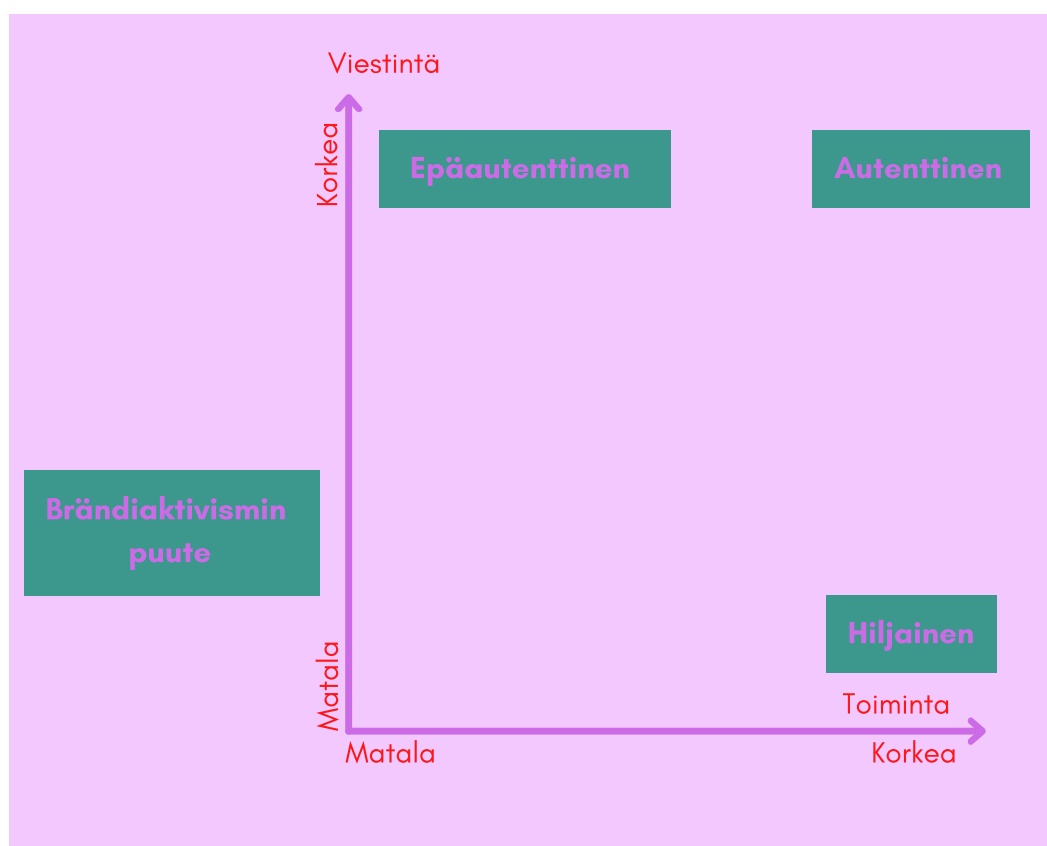 Viestintä
Korkea
Epäautenttinen
Autenttinen
Brändiaktivismin
puute
Hiljainen
Matala
Toiminta
Matala
Korkea